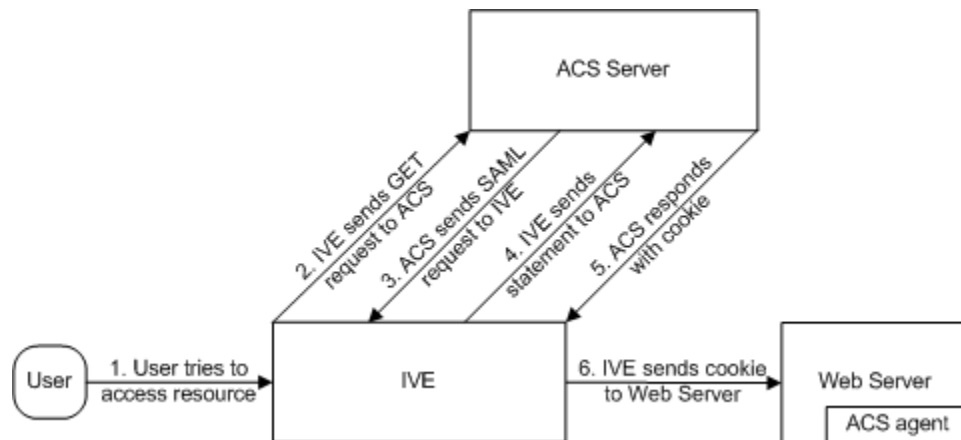 ACS Server
2. IVE sends GET
request to ACS
3. ACS sends SAML
request to IVE
4. IVE sends
statement to ACS
5. ACS responds
with cookie
User
1. User tries to
access resource
IVE
6. IVE sends cookie
to Web Server
Web Server
ACS agent